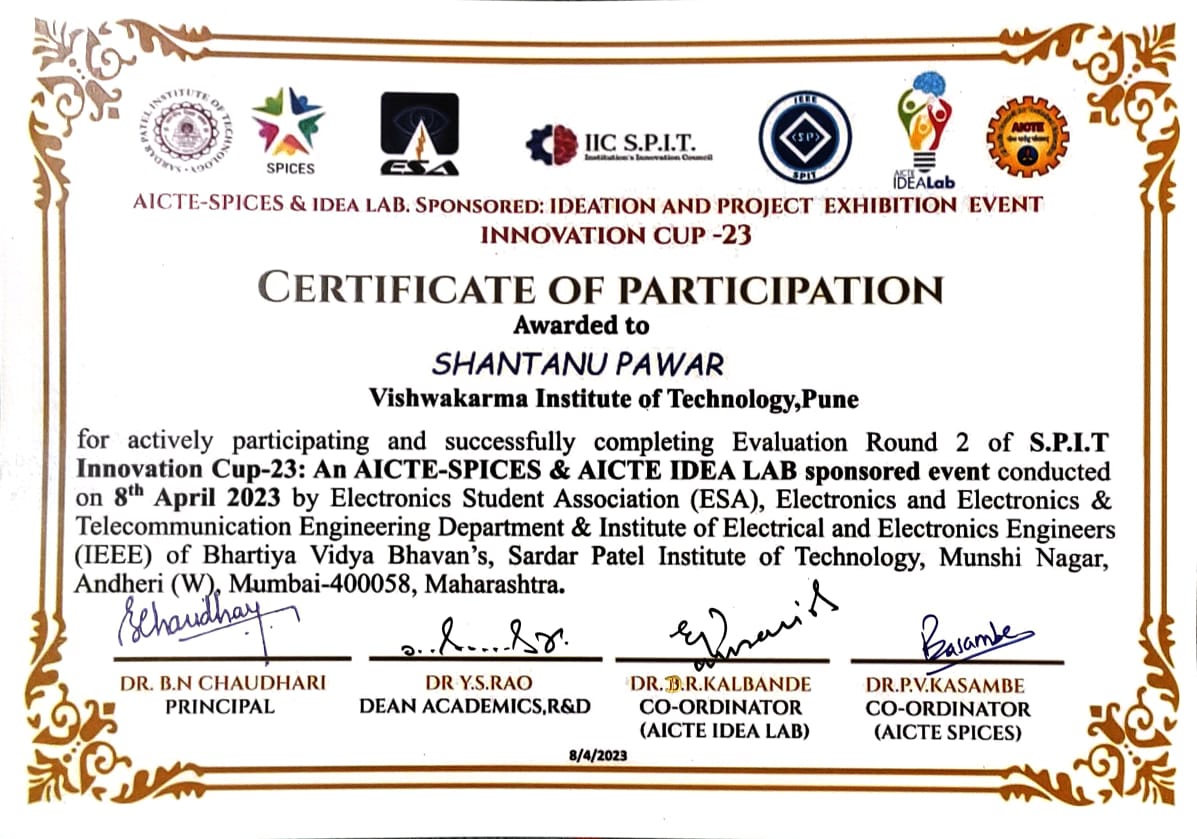 SARDAR PATEL INSTITUTE OF TECHNOLOGY
SPICES
ESA
IIC S.P.I.T.
Institution's Innovation Council
IEEE
<SP>
SPIT
AICTE
IDEALab
AICTE
AICTE-SPICES & IDEA LAB. SPONSORED: IDEATION AND PROJECT EXHIBITION EVENT
INNOVATION CUP -23
CERTIFICATE OF PARTICIPATION
Awarded to
SHANTANU PAWAR
Vishwakarma Institute of Technology,Pune
for actively participating and successfully completing Evaluation Round 2 of S.P.I.T
Innovation Cup-23: An AICTE-SPICES & AICTE IDEA LAB sponsored event conducted
on 8th April 2023 by Electronics Student Association (ESA), Electronics and Electronics &
Telecommunication Engineering Department & Institute of Electrical and Electronics Engineers
(IEEE) of Bhartiya Vidya Bhavan's, Sardar Patel Institute of Technology, Munshi Nagar,
Andheri (W), Mumbai-400058, Maharashtra.
DR. B.N CHAUDHARI
PRINCIPAL
DR Y.S.RAO
DEAN ACADEMICS,R&D
DR.D.R.KALBANDE
CO-ORDINATOR
(AICTE IDEA LAB)
DR.P.V.KASAMBE
CO-ORDINATOR
(AICTE SPICES)
8/4/2023